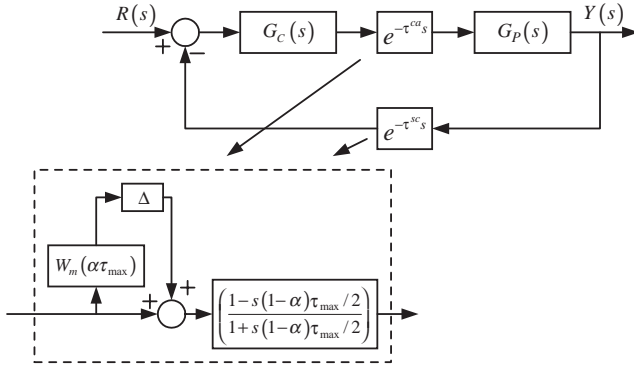 R(s)
+
−
G_C(s)
e^{-τ^{ca}s}
G_P(s)
Y(s)
e^{-τ^{sc}s}
Δ
W_m(ατ_max)
+
+
(1−s(1−α)τ_max/2 / 1+s(1−α)τ_max/2)